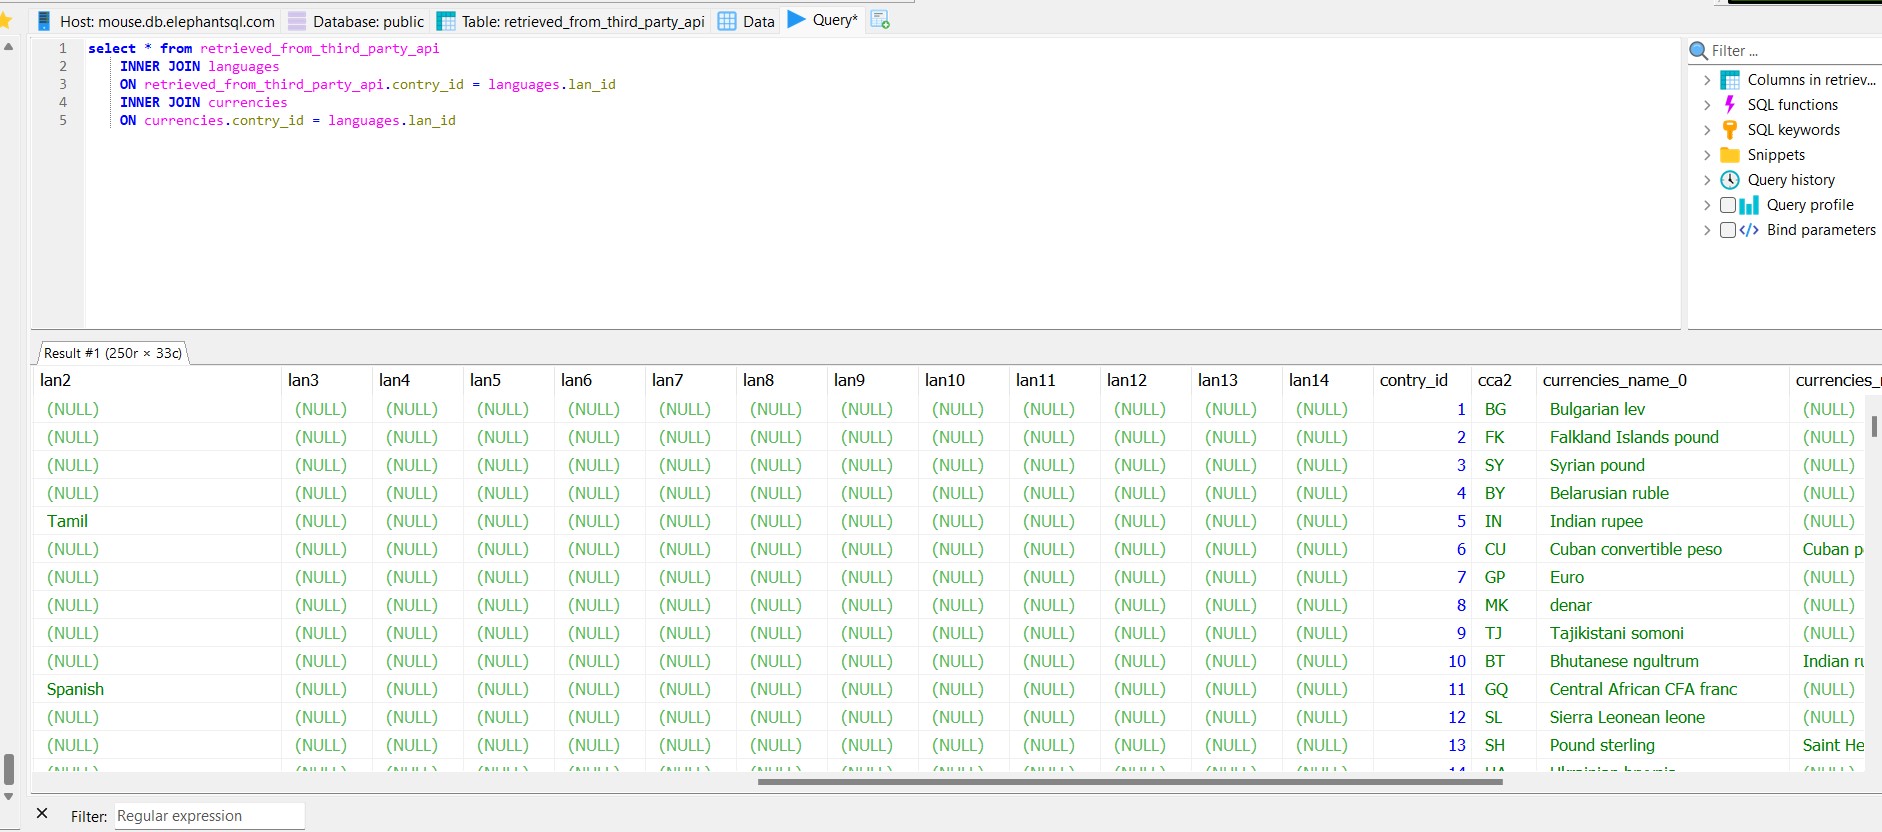 Host: mouse.db.elephantsql.com Database: public Table: retrieved_from_third_party_api Data Query*
1 select * from retrieved_from_third_party_api
2 INNER JOIN languages
3 ON retrieved_from_third_party_api.contry_id = languages.lan_id
4 INNER JOIN currencies
5 ON currencies.contry_id = languages.lan_id
Filter ...
Columns in retriev...
SQL functions
SQL keywords
Snippets
Query history
Query profile
Bind parameters
Result #1 (250r × 33c)
lan2 lan3 lan4 lan5 lan6 lan7 lan8 lan9 lan10 lan11 lan12 lan13 lan14 contry_id cca2 currencies_name_0 currencies_
(NULL) (NULL) (NULL) (NULL) (NULL) (NULL) (NULL) (NULL) (NULL) (NULL) (NULL) (NULL) (NULL) 1 BG Bulgarian lev (NULL)
(NULL) (NULL) (NULL) (NULL) (NULL) (NULL) (NULL) (NULL) (NULL) (NULL) (NULL) (NULL) (NULL) 2 FK Falkland Islands pound (NULL)
(NULL) (NULL) (NULL) (NULL) (NULL) (NULL) (NULL) (NULL) (NULL) (NULL) (NULL) (NULL) (NULL) 3 SY Syrian pound (NULL)
(NULL) (NULL) (NULL) (NULL) (NULL) (NULL) (NULL) (NULL) (NULL) (NULL) (NULL) (NULL) (NULL) 4 BY Belarusian ruble (NULL)
Tamil (NULL) (NULL) (NULL) (NULL) (NULL) (NULL) (NULL) (NULL) (NULL) (NULL) (NULL) (NULL) 5 IN Indian rupee (NULL)
(NULL) (NULL) (NULL) (NULL) (NULL) (NULL) (NULL) (NULL) (NULL) (NULL) (NULL) (NULL) (NULL) 6 CU Cuban convertible peso Cuban p
(NULL) (NULL) (NULL) (NULL) (NULL) (NULL) (NULL) (NULL) (NULL) (NULL) (NULL) (NULL) (NULL) 7 GP Euro (NULL)
(NULL) (NULL) (NULL) (NULL) (NULL) (NULL) (NULL) (NULL) (NULL) (NULL) (NULL) (NULL) (NULL) 8 MK denar (NULL)
(NULL) (NULL) (NULL) (NULL) (NULL) (NULL) (NULL) (NULL) (NULL) (NULL) (NULL) (NULL) (NULL) 9 TJ Tajikistani somoni (NULL)
(NULL) (NULL) (NULL) (NULL) (NULL) (NULL) (NULL) (NULL) (NULL) (NULL) (NULL) (NULL) (NULL) 10 BT Bhutanese ngultrum Indian ru
Spanish (NULL) (NULL) (NULL) (NULL) (NULL) (NULL) (NULL) (NULL) (NULL) (NULL) (NULL) (NULL) 11 GQ Central African CFA franc (NULL)
(NULL) (NULL) (NULL) (NULL) (NULL) (NULL) (NULL) (NULL) (NULL) (NULL) (NULL) (NULL) (NULL) 12 SL Sierra Leonean leone (NULL)
(NULL) (NULL) (NULL) (NULL) (NULL) (NULL) (NULL) (NULL) (NULL) (NULL) (NULL) (NULL) (NULL) 13 SH Pound sterling Saint He
Filter: Regular expression